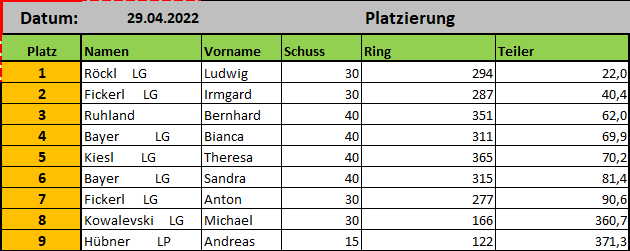 Datum: 29.04.2022 Platzierung
Platz Namen Vorname Schuss Ring Teiler
1 Röckl LG Ludwig 30 294 22,0
2 Fickerl LG Irmgard 30 287 40,4
3 Ruhland Bernhard 40 351 62,0
4 Bayer LG Bianca 40 311 69,9
5 Kiesl LG Theresa 40 365 70,2
6 Bayer LG Sandra 40 315 81,4
7 Fickerl LG Anton 30 277 90,6
8 Kowalevski LG Michael 30 166 360,7
9 Hübner LP Andreas 15 122 371,3